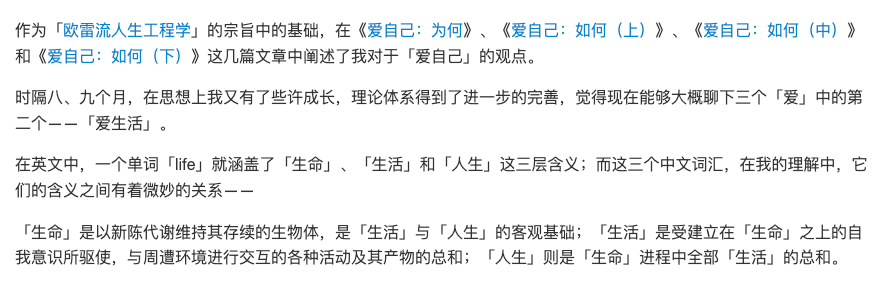 作为「欧雷流人生工程学」的宗旨中的基础，在《爱自己：为何》、《爱自己：如何（上）》、《爱自己：如何（中）》
和《爱自己：如何（下）》这几篇文章中阐述了我对于「爱自己」的观点。
时隔八、九个月，在思想上我又有了些许成长，理论体系得到了进一步的完善，觉得现在能够大概聊下三个「爱」中的第
二个——「爱生活」。
在英文中，一个单词「life」就涵盖了「生命」、「生活」和「人生」这三层含义；而这三个中文词汇，在我的理解中，它
们的含义之间有着微妙的关系——
「生命」是以新陈代谢维持其存续的生物体，是「生活」与「人生」的客观基础；「生活」是受建立在「生命」之上的自
我意识所驱使，与周遭环境进行交互的各种活动及其产物的总和；「人生」则是「生命」进程中全部「生活」的总和。